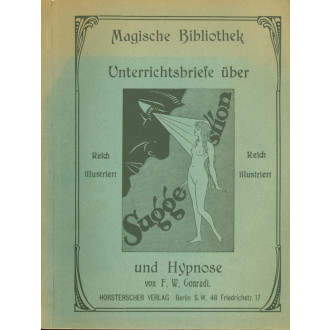 Magische Bibliothek
Unterrichtsbriefe über
Suggestion
Reich
illustriert
Reich
illustriert
und Hypnose
von F. W. Conradi.
HORSTERSCHER VERLAG Berlin S.W. 48 Friedrichstr. 17